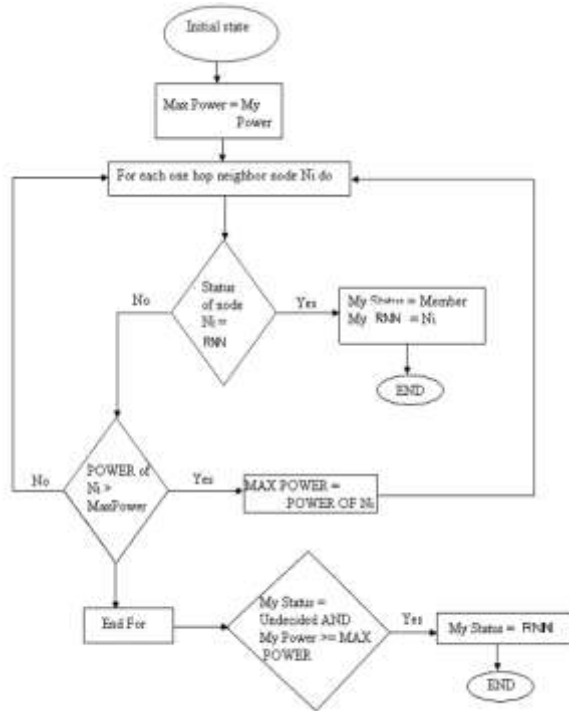 Initial state
Max Power = My
Power
For each one hop neighbor node Ni do
Status
of node
Ni =
RNN
No
Yes
My Status = Member
My RNN = Ni
END
POWER of
Ni >
MaxPower
No
Yes
MAX POWER =
POWER OF Ni
End For
My Status =
Undecided AND
My Power >= MAX
POWER
Yes
My Status = RNN
END